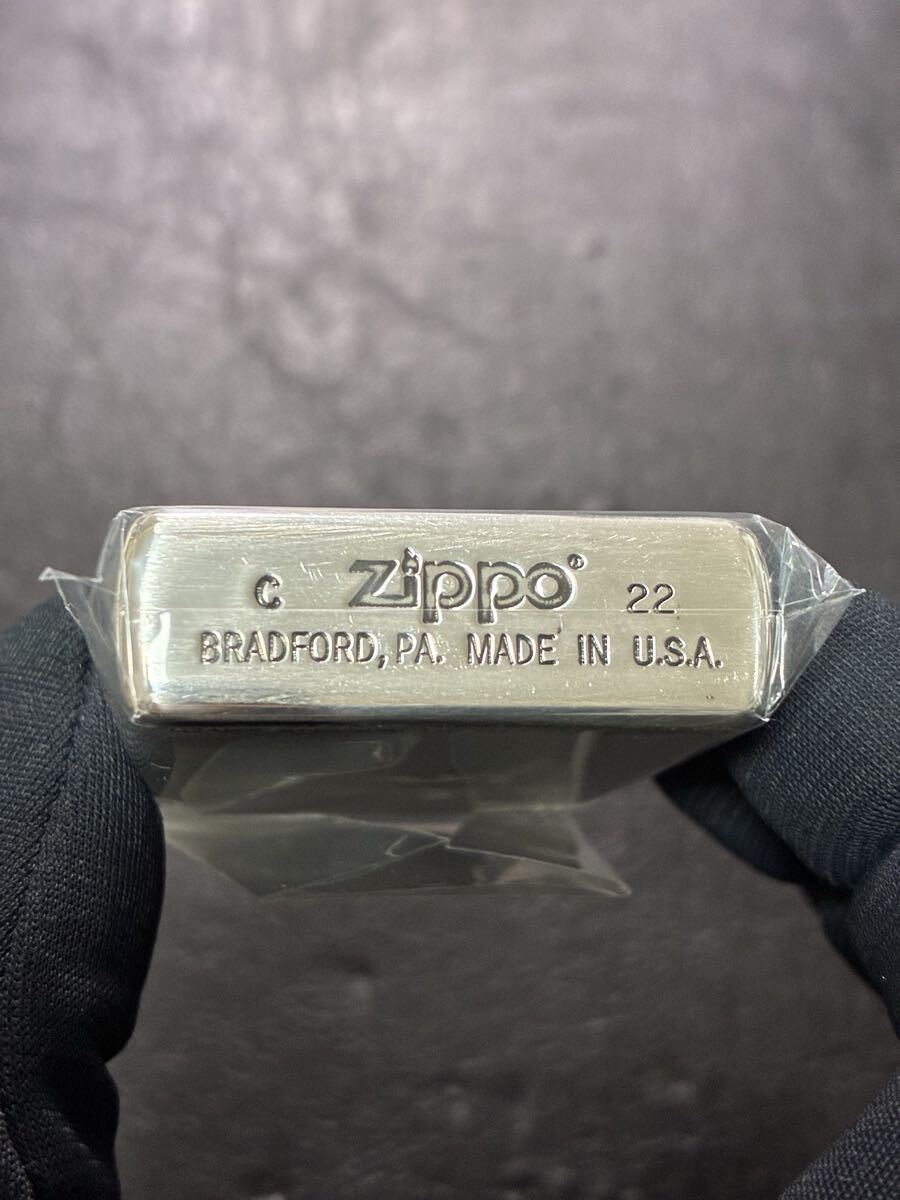 C Zippo® 22
BRADFORD, PA. MADE IN U.S.A.